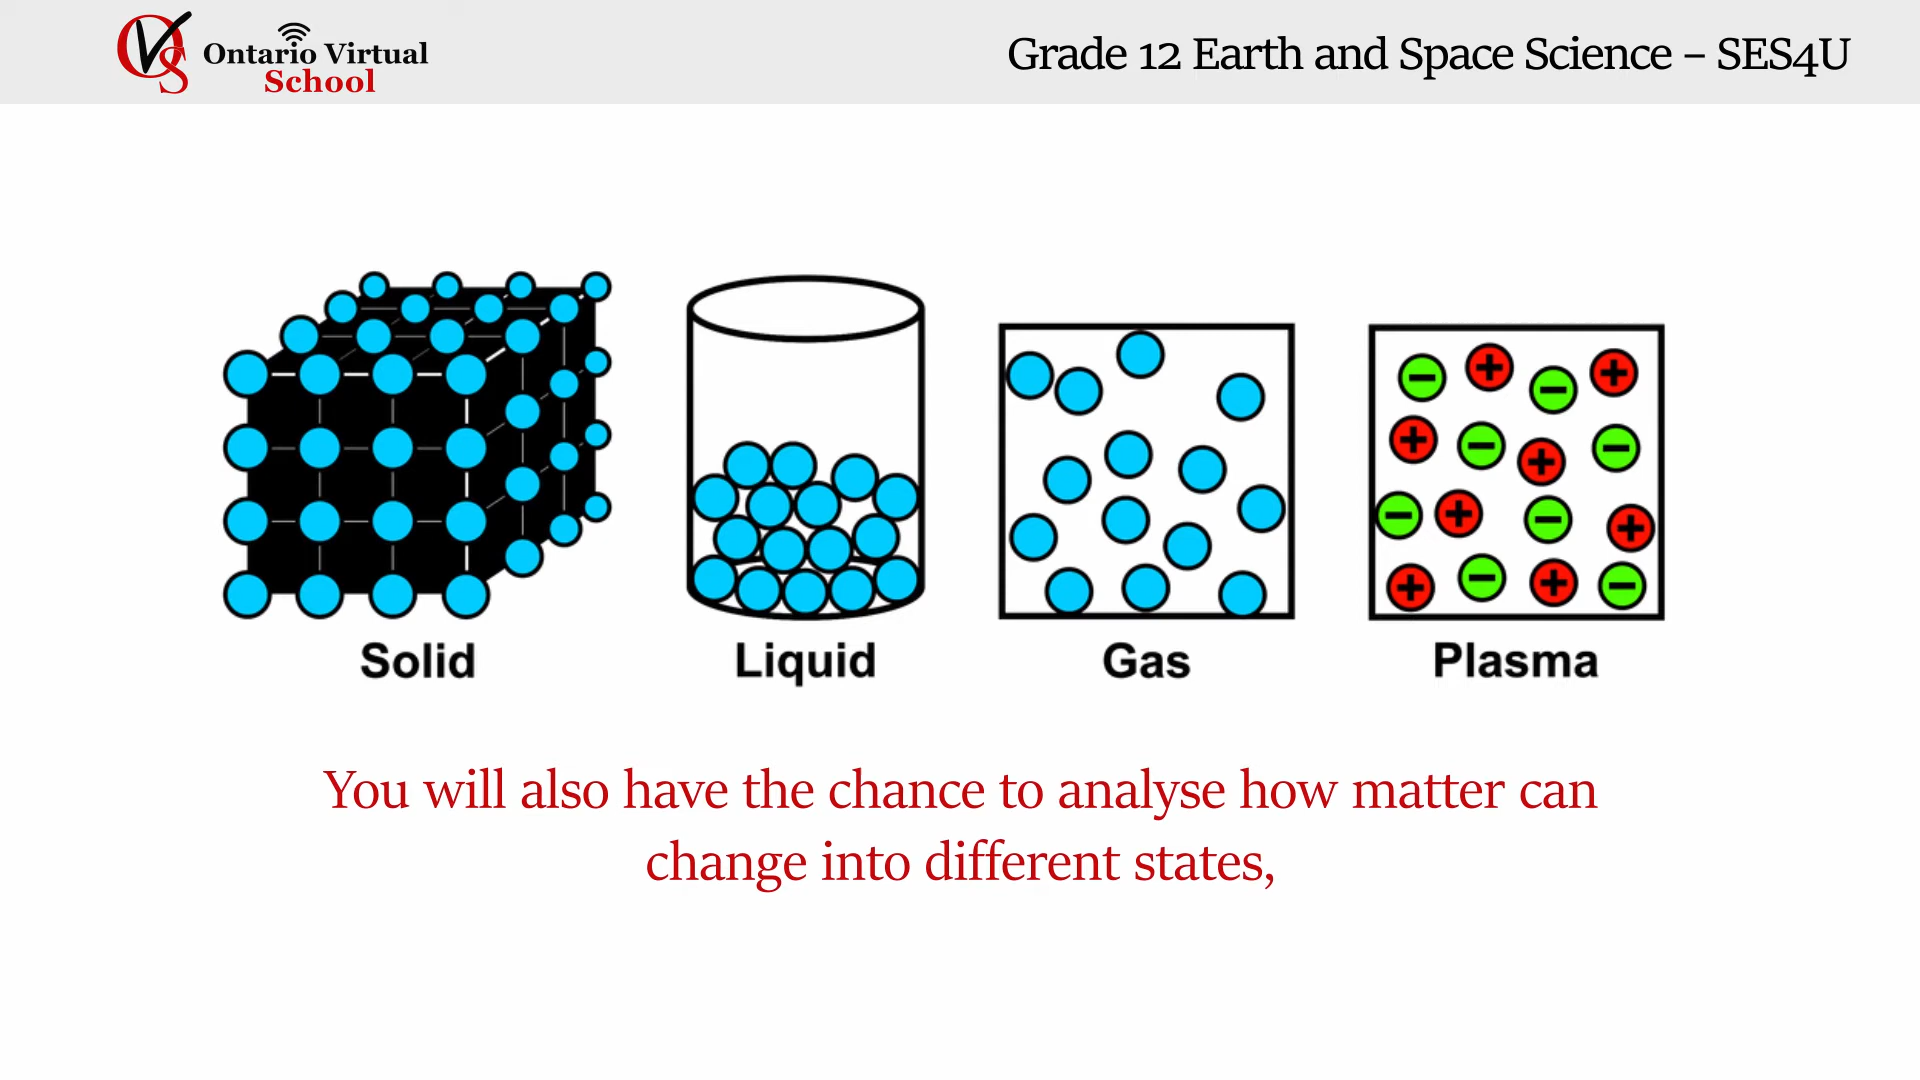 Ontario Virtual
School
Grade 12 Earth and Space Science – SES4U
Solid
Liquid
Gas
Plasma
You will also have the chance to analyse how matter can
change into different states,